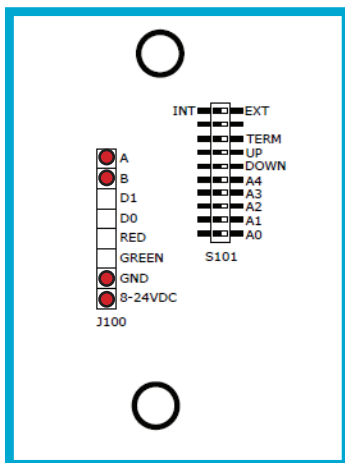 INT EXT
TERM
UP
DOWN
A4
A3
A2
A1
A0
S101
A
B
D1
D0
RED
GREEN
GND
8-24VDC
J100